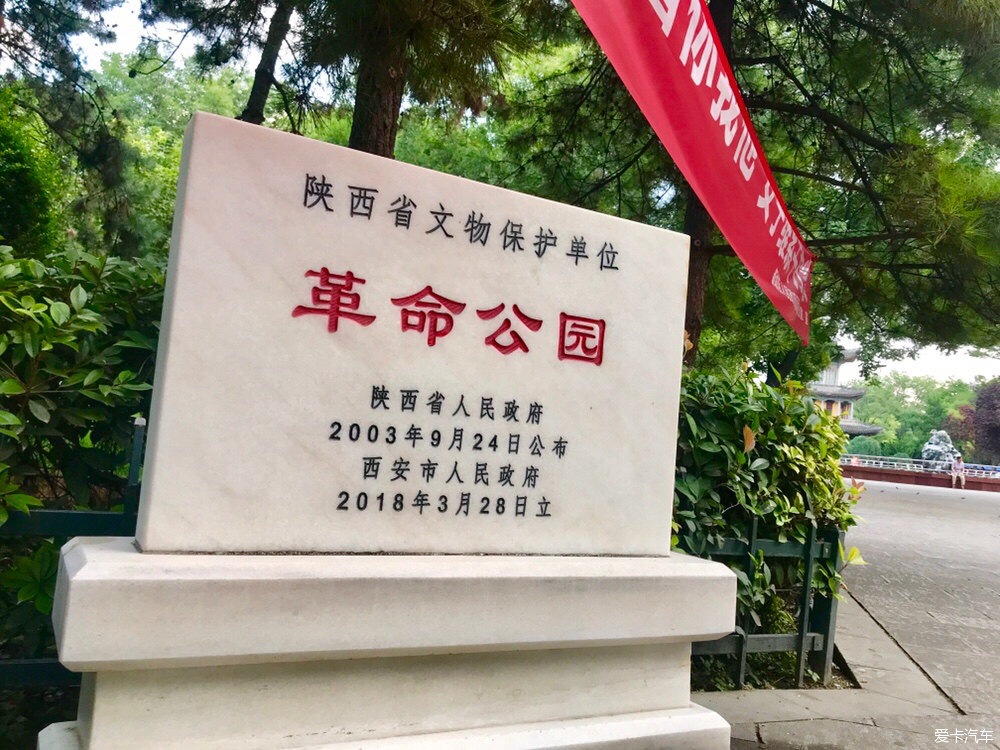 陕西省文物保护单位
革命公园
陕西省人民政府
2003年9月24日公布
西安市人民政府
2018年3月28日立
爱卡汽车